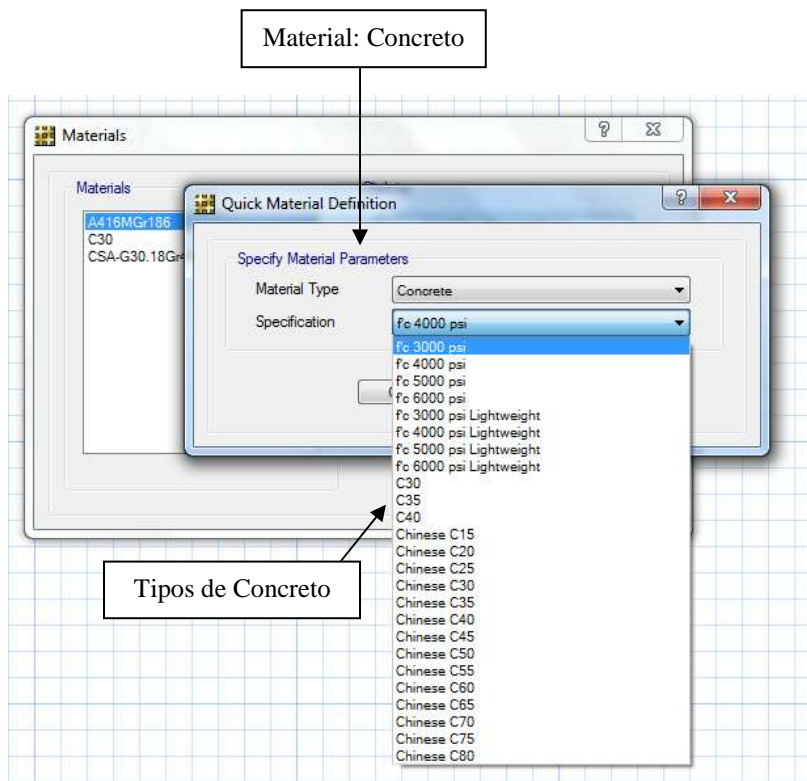 Material: Concreto
Materials
Materials
A416MGr186
C30
CSA-G30.18Gr4
Quick Material Definition
Specify Material Parameters
Material Type
Concrete
Specification
f'c 4000 psi
f'c 3000 psi
f'c 4000 psi
f'c 5000 psi
f'c 6000 psi
f'c 3000 psi Lightweight
f'c 4000 psi Lightweight
f'c 5000 psi Lightweight
f'c 6000 psi Lightweight
C30
C35
C40
Chinese C15
Chinese C20
Chinese C25
Chinese C30
Chinese C35
Chinese C40
Chinese C45
Chinese C50
Chinese C55
Chinese C60
Chinese C65
Chinese C70
Chinese C75
Chinese C80
Tipos de Concreto